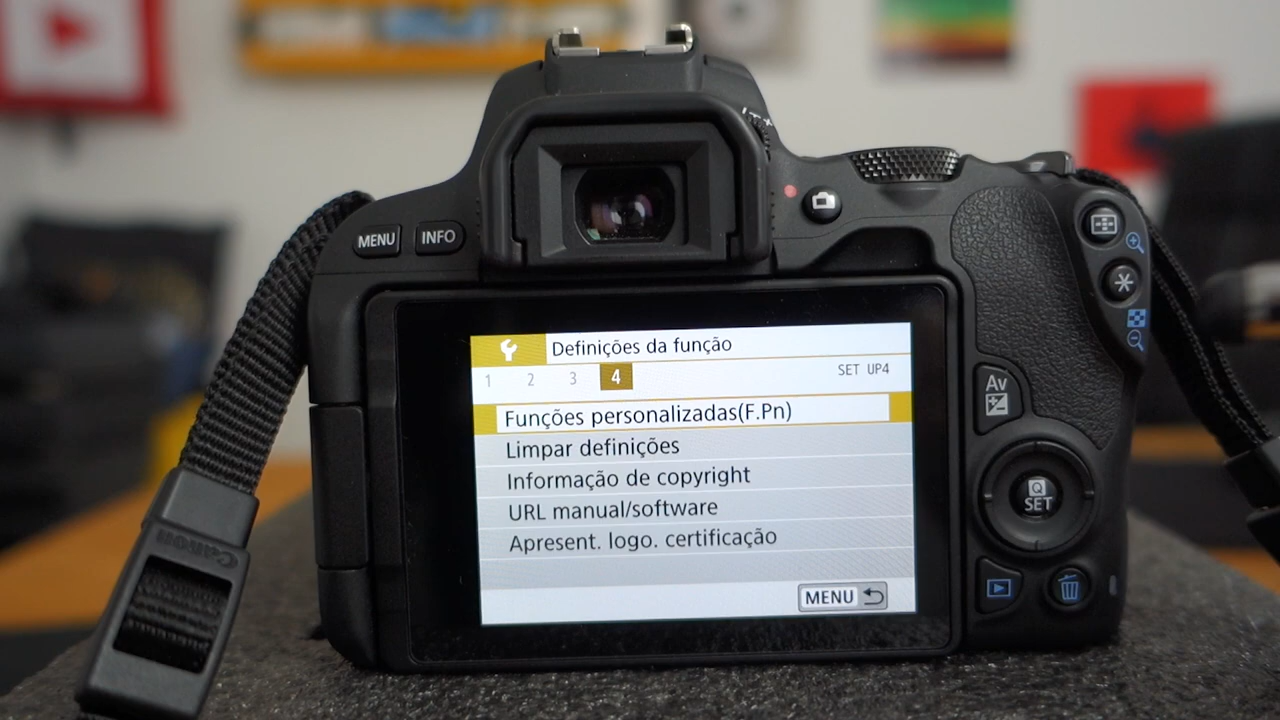 MENU
INFO
Definições da função
1 2 3 4 SET UP4
Funções personalizadas(F.Pn)
Limpar definições
Informação de copyright
URL manual/software
Apresent. logo. certificação
MENU
Av
Q
SET
Canon